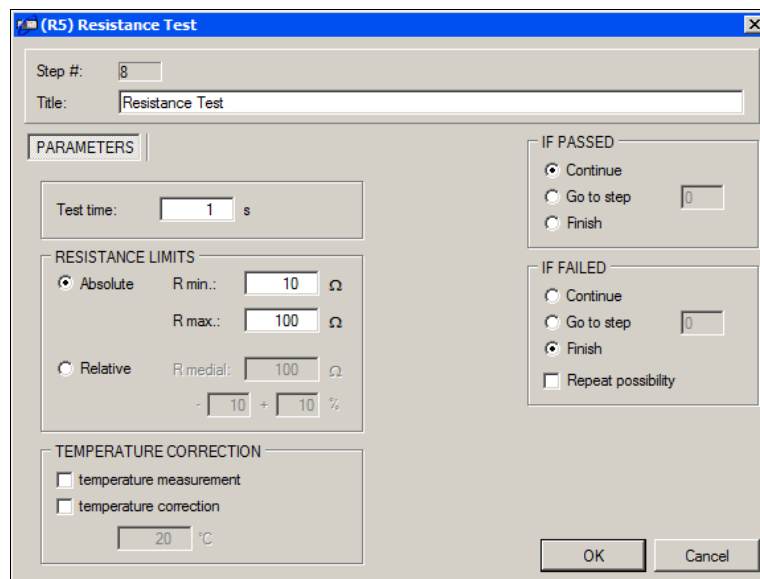 (R5) Resistance Test
Step #: 8
Title: Resistance Test
PARAMETERS
Test time: 1 s
RESISTANCE LIMITS
Absolute R min.: 10 Ω
R max.: 100 Ω
Relative R medial: 100 Ω
- 10 + 10 %
TEMPERATURE CORRECTION
temperature measurement
temperature correction
20 °C
IF PASSED
Continue
Go to step 0
Finish
IF FAILED
Continue
Go to step 0
Finish
Repeat possibility
OK Cancel